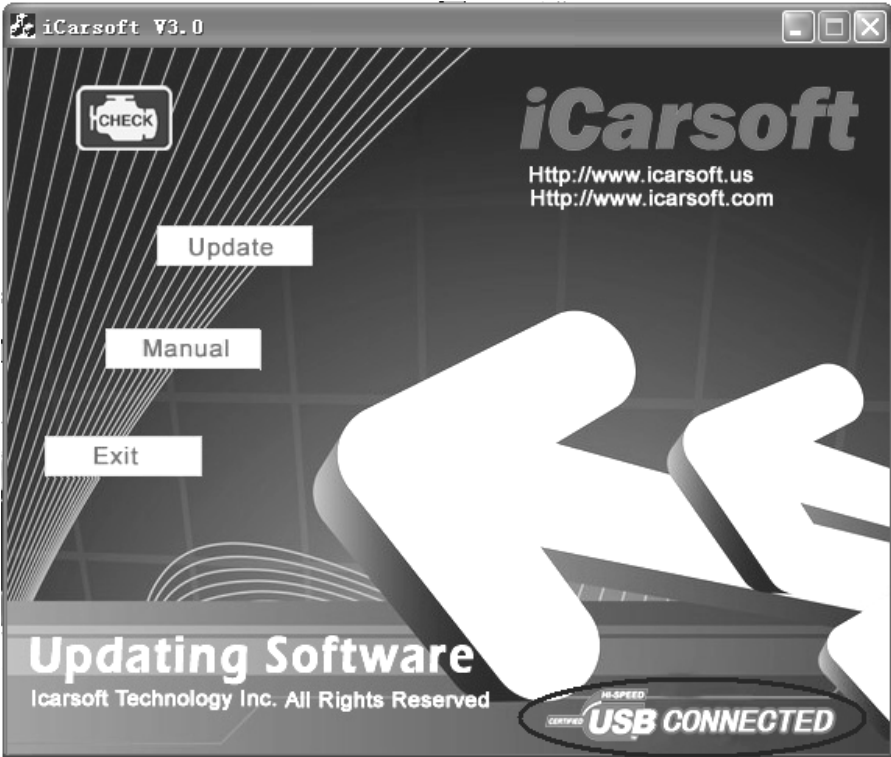 iCarsoft V3.0
CHECK
iCarsoft
Http://www.icarsoft.us
Http://www.icarsoft.com
Update
Manual
Exit
Updating Software
Icarsoft Technology Inc. All Rights Reserved
HI-SPEED
CERTIFIED USB CONNECTED